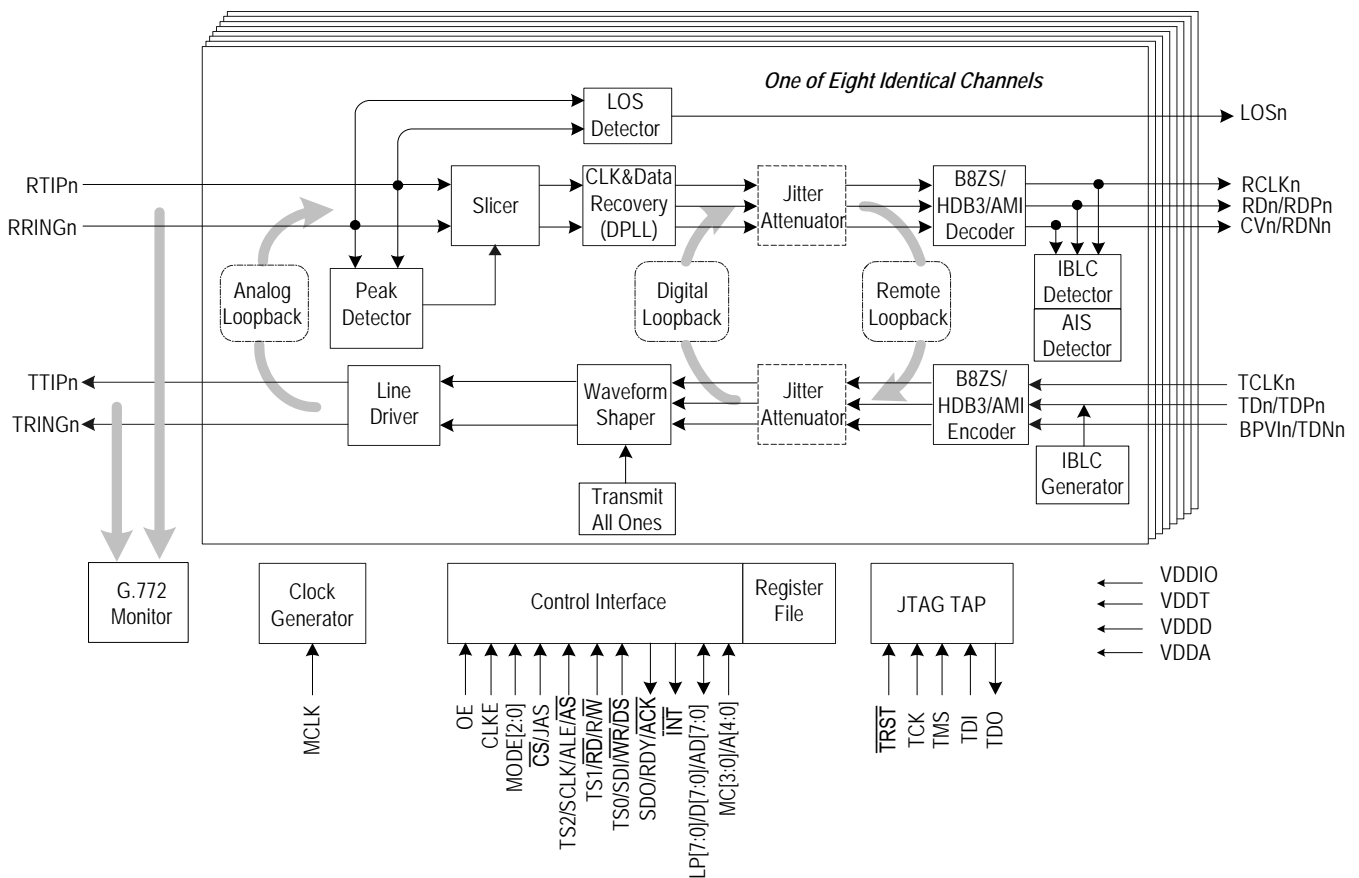 One of Eight Identical Channels
LOS
Detector
LOSn
RTIPn
RRINGn
Slicer
CLK&Data
Recovery
(DPLL)
Jitter
Attenuator
B8ZS/
HDB3/AMI
Decoder
RCLKn
RDn/RDPn
CVn/RDNn
Analog
Loopback
Peak
Detector
Digital
Loopback
Remote
Loopback
IBLC
Detector
AIS
Detector
TTIPn
TRINGn
Line
Driver
Waveform
Shaper
Jitter
Attenuator
B8ZS/
HDB3/AMI
Encoder
TCLKn
TDn/TDPn
BPVIn/TDNn
Transmit
All Ones
IBLC
Generator
G.772
Monitor
Clock
Generator
Control Interface
Register
File
JTAG TAP
VDDIO
VDDT
VDDD
VDDA
MCLK
OE
CLKE
MODE[2:0]
CS/JAS
TS2/SCLK/ALE/AS
TS1/RD/R/W
TS0/SDI/WR/DS
SDO/RDY/ACK
INT
LP[7:0]/D[7:0]/AD[7:0]
MC[3:0]/A[4:0]
TRST
TCK
TMS
TDI
TDO